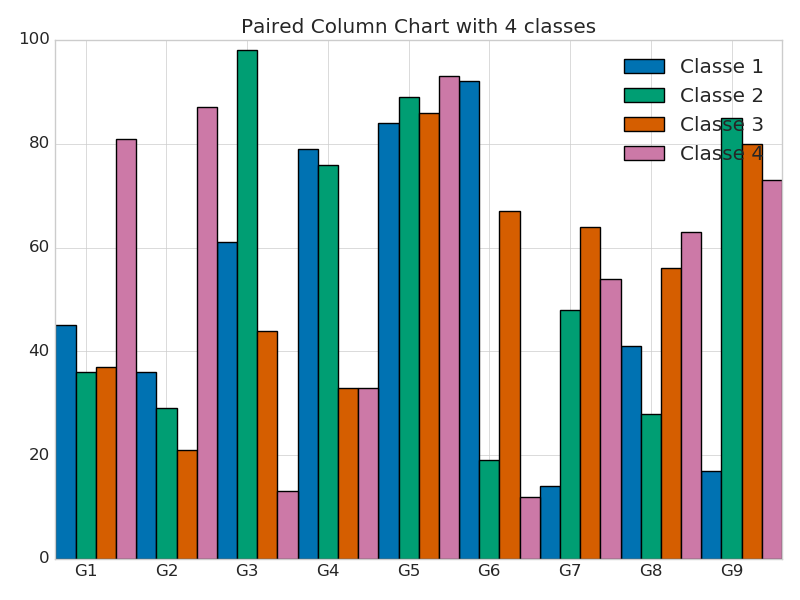 Paired Column Chart with 4 classes
100
80
60
40
20
0
Classe 1
Classe 2
Classe 3
Classe 4
G1 G2 G3 G4 G5 G6 G7 G8 G9